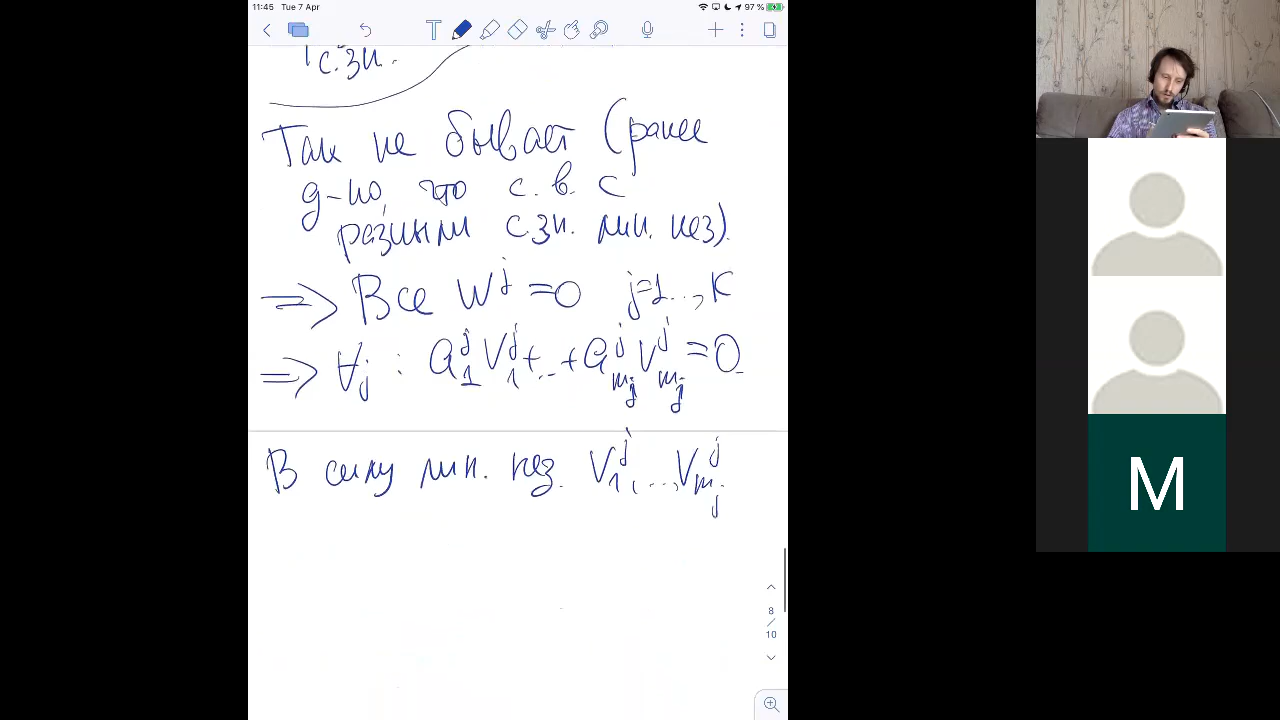 11:45 Tue 7 Apr
97 %
T
с. зн.
Так не бывает (ранее
д-но, что с. в. с
разными с. зн. лин. нез).
⇒ Все w^j = 0 j=1..,K
⇒ ∀j : a_1^j v_1^j + .. + a_{m_j}^j v_{m_j}^j = 0
В силу лин. нез. v_1^j, ..., v_{m_j}^j
8
/
10
M